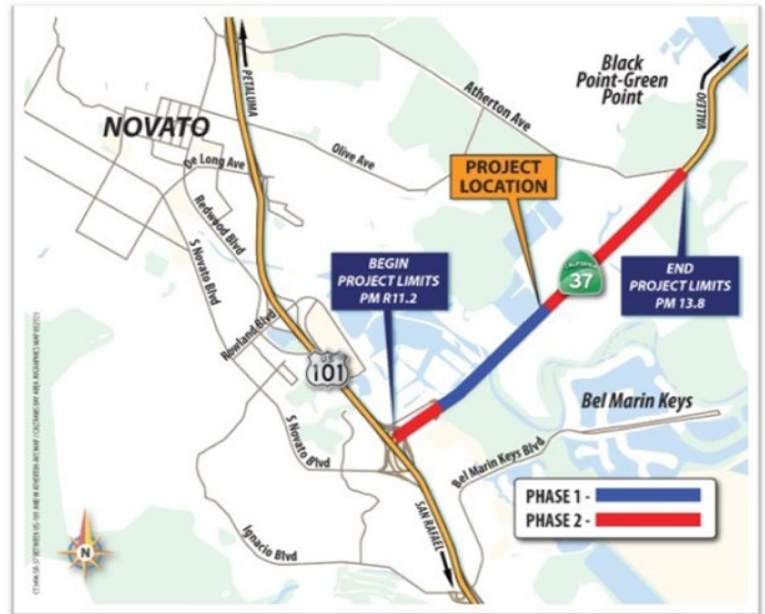 PETALUMA
Black
Point-Green
Point
VALLEJO
NOVATO
Atherton Ave
Olive Ave
De Long Ave
PROJECT
LOCATION
Redwood Blvd
S Novato Blvd
BEGIN
PROJECT LIMITS
PM R11.2
CALIFORNIA
37
END
PROJECT LIMITS
PM 13.8
Rowland Blvd
US
101
Bel Marin Keys
S Novato Blvd
Bel Marin Keys Blvd
PHASE 1 -
PHASE 2 -
SAN RAFAEL
Ignacio Blvd
N